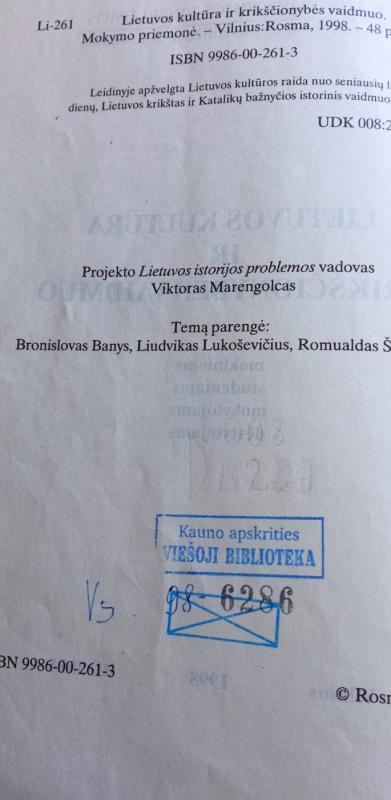 Li-261
Lietuvos kultūra ir krikščionybės vaidmuo.
Mokymo priemonė. – Vilnius:Rosma, 1998. – 48 p
ISBN 9986-00-261-3
Leidinyje apžvelgta Lietuvos kultūros raida nuo seniausių l
dienų, Lietuvos krikštas ir Katalikų bažnyčios istorinis vaidmuo
UDK 008:2
Projekto Lietuvos istorijos problemos vadovas
Viktoras Marengolcas
Temą parengė:
Bronislovas Banys, Liudvikas Lukoševičius, Romualdas Š
Kauno apskrities
VIEŠOJI BIBLIOTEKA
Vs
98- 6286
BN 9986-00-261-3
1998
© Rosm